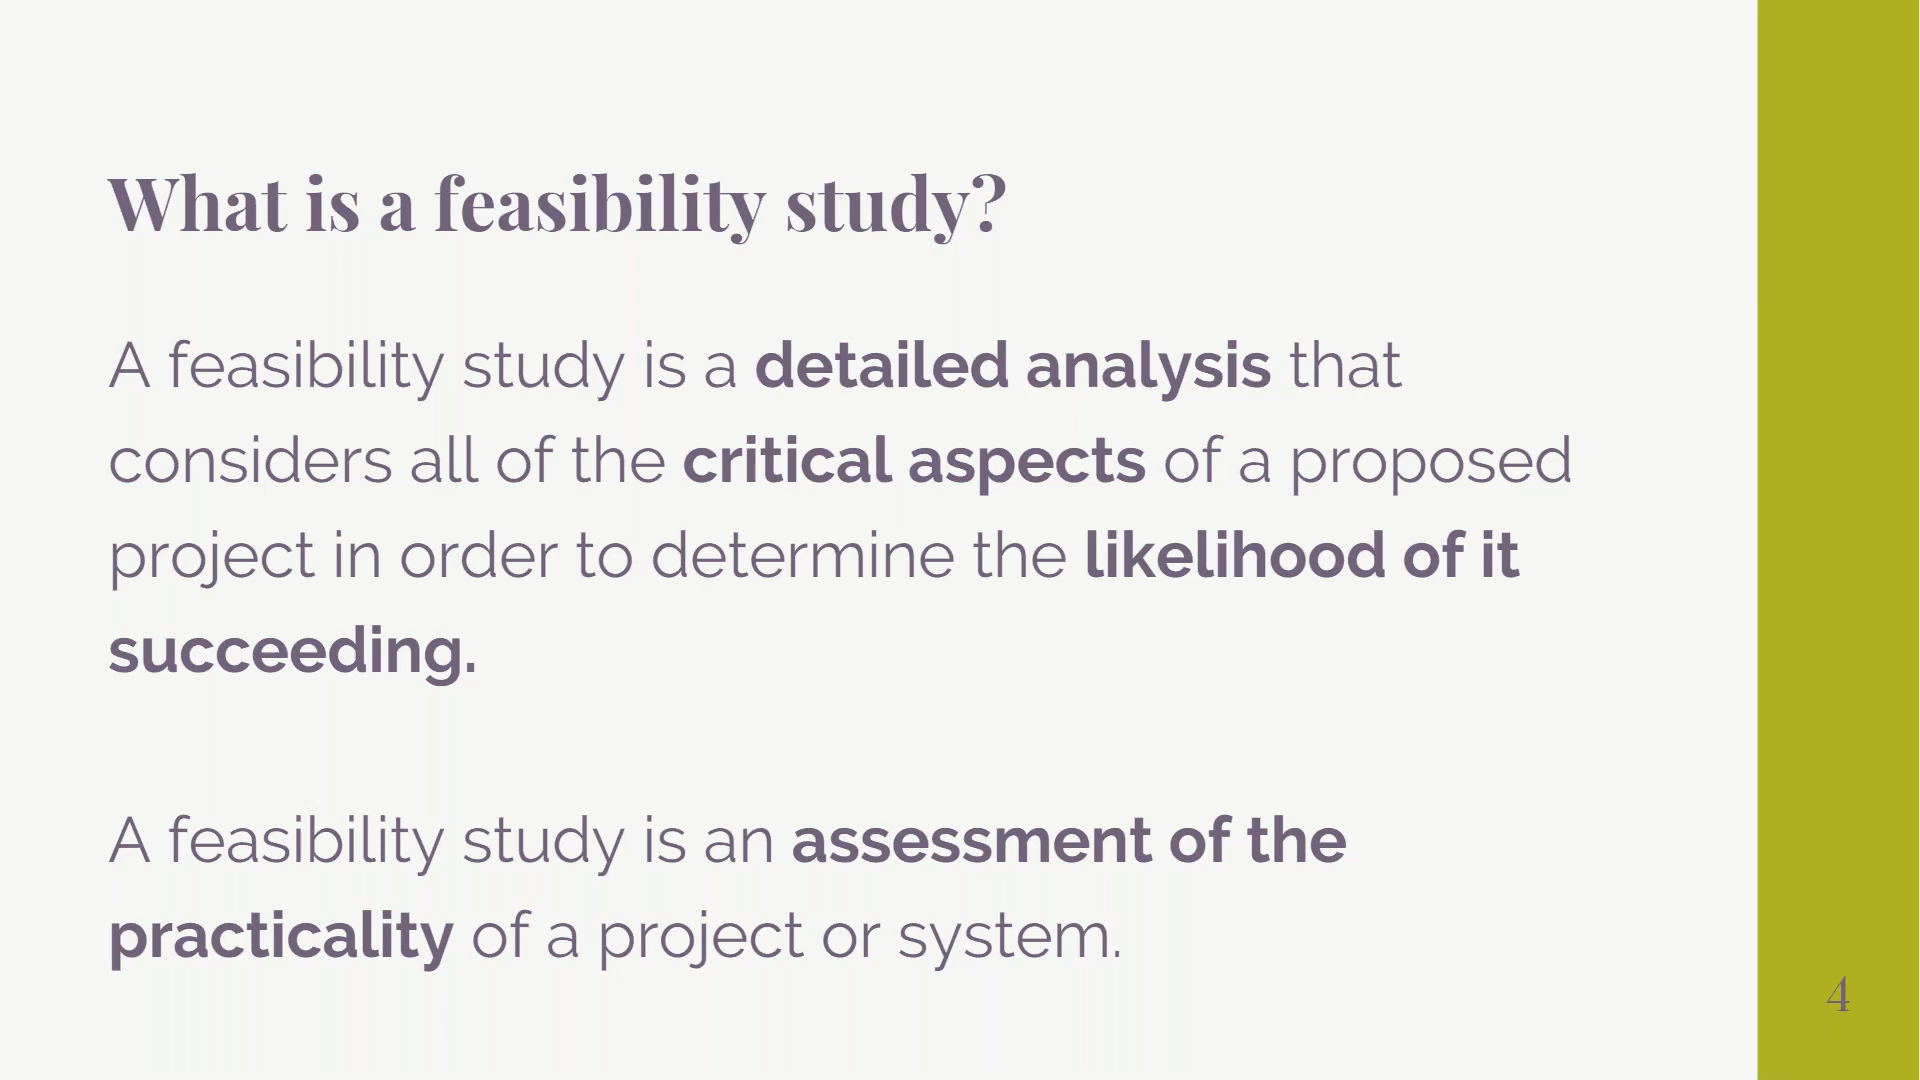 What is a feasibility study?
A feasibility study is a detailed analysis that
considers all of the critical aspects of a proposed
project in order to determine the likelihood of it
succeeding.
A feasibility study is an assessment of the
practicality of a project or system.
4